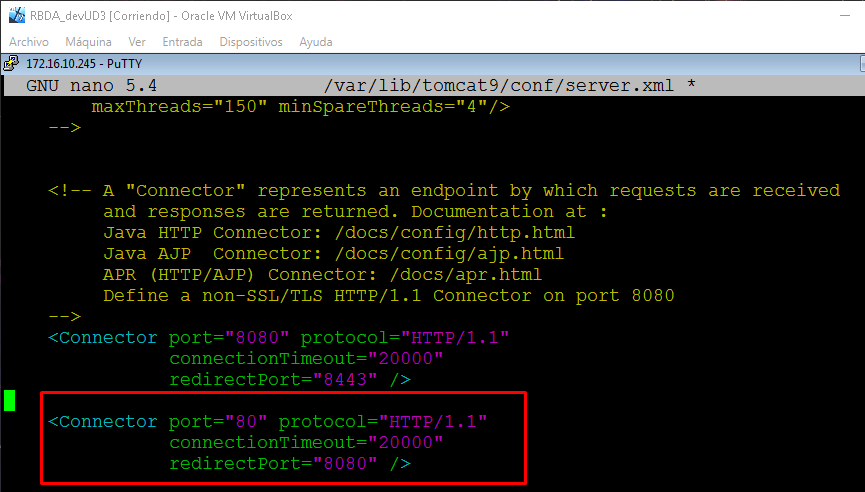 RBDA_devUD3 [Corriendo] - Oracle VM VirtualBox
Archivo Máquina Ver Entrada Dispositivos Ayuda
172.16.10.245 - PuTTY
GNU nano 5.4 /var/lib/tomcat9/conf/server.xml *
maxThreads="150" minSpareThreads="4"/>
-->
<!-- A "Connector" represents an endpoint by which requests are received
and responses are returned. Documentation at :
Java HTTP Connector: /docs/config/http.html
Java AJP  Connector: /docs/config/ajp.html
APR (HTTP/AJP) Connector: /docs/apr.html
Define a non-SSL/TLS HTTP/1.1 Connector on port 8080
-->
<Connector port="8080" protocol="HTTP/1.1"
connectionTimeout="20000"
redirectPort="8443" />
<Connector port="80" protocol="HTTP/1.1"
connectionTimeout="20000"
redirectPort="8080" />